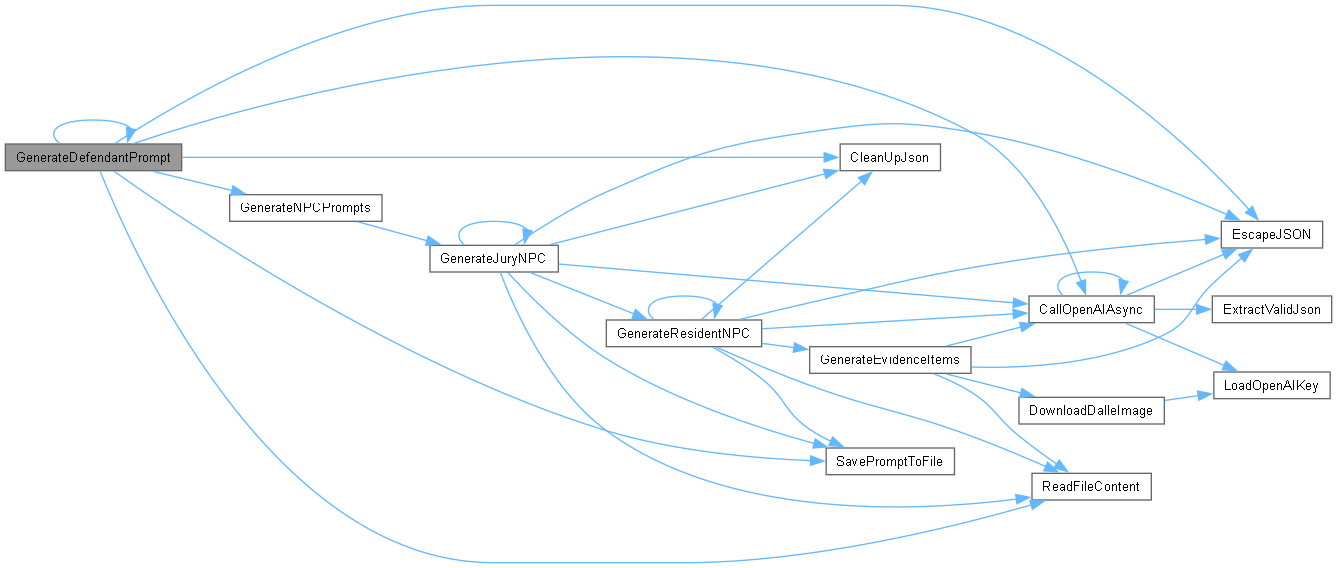 GenerateDefendantPrompt
GenerateNPCPrompts
GenerateJuryNPC
GenerateResidentNPC
CleanUpJson
GenerateEvidenceItems
SavePromptToFile
CallOpenAIAsync
DownloadDalleImage
ReadFileContent
EscapeJSON
ExtractValidJson
LoadOpenAIKey